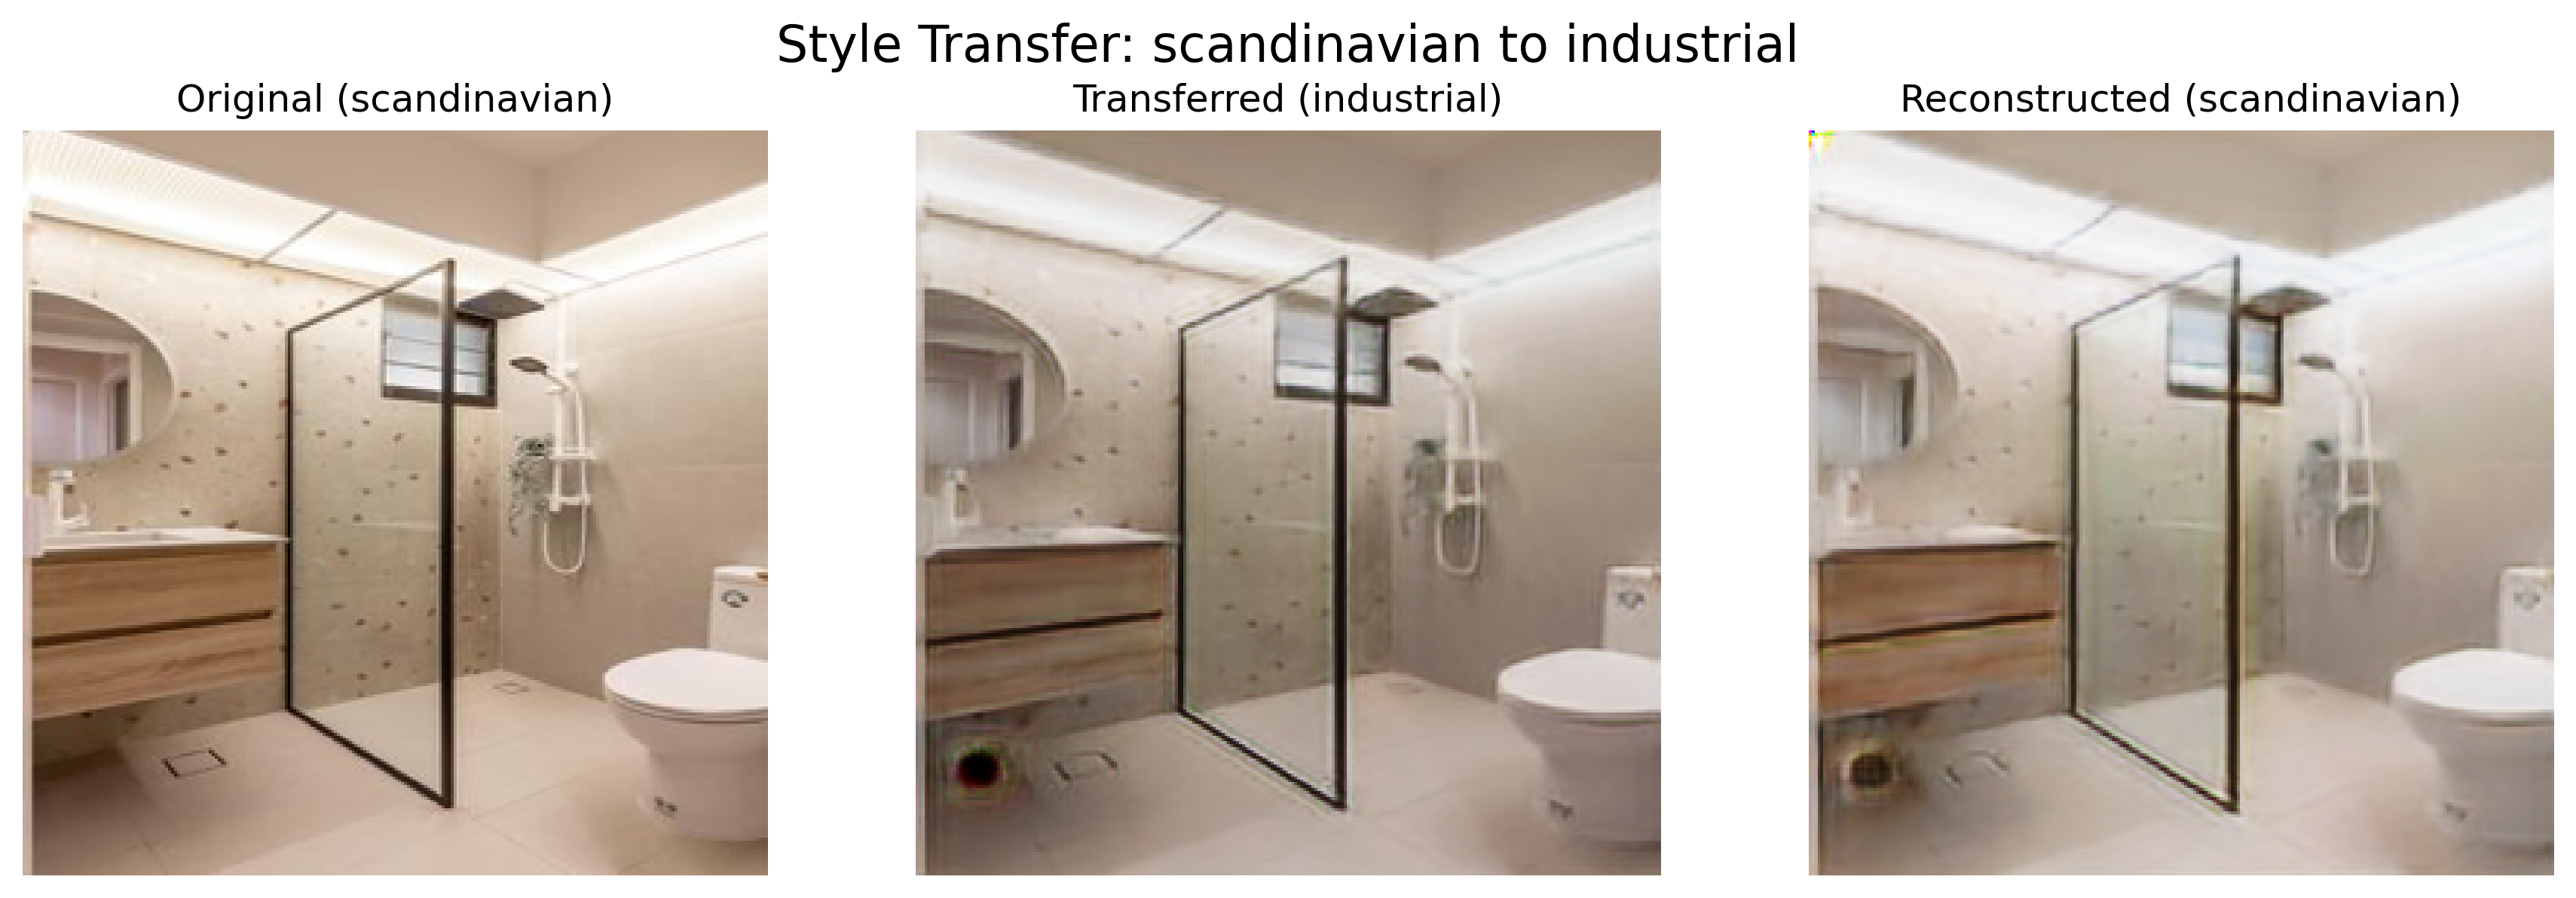 Style Transfer: scandinavian to industrial
Original (scandinavian)
Transferred (industrial)
Reconstructed (scandinavian)